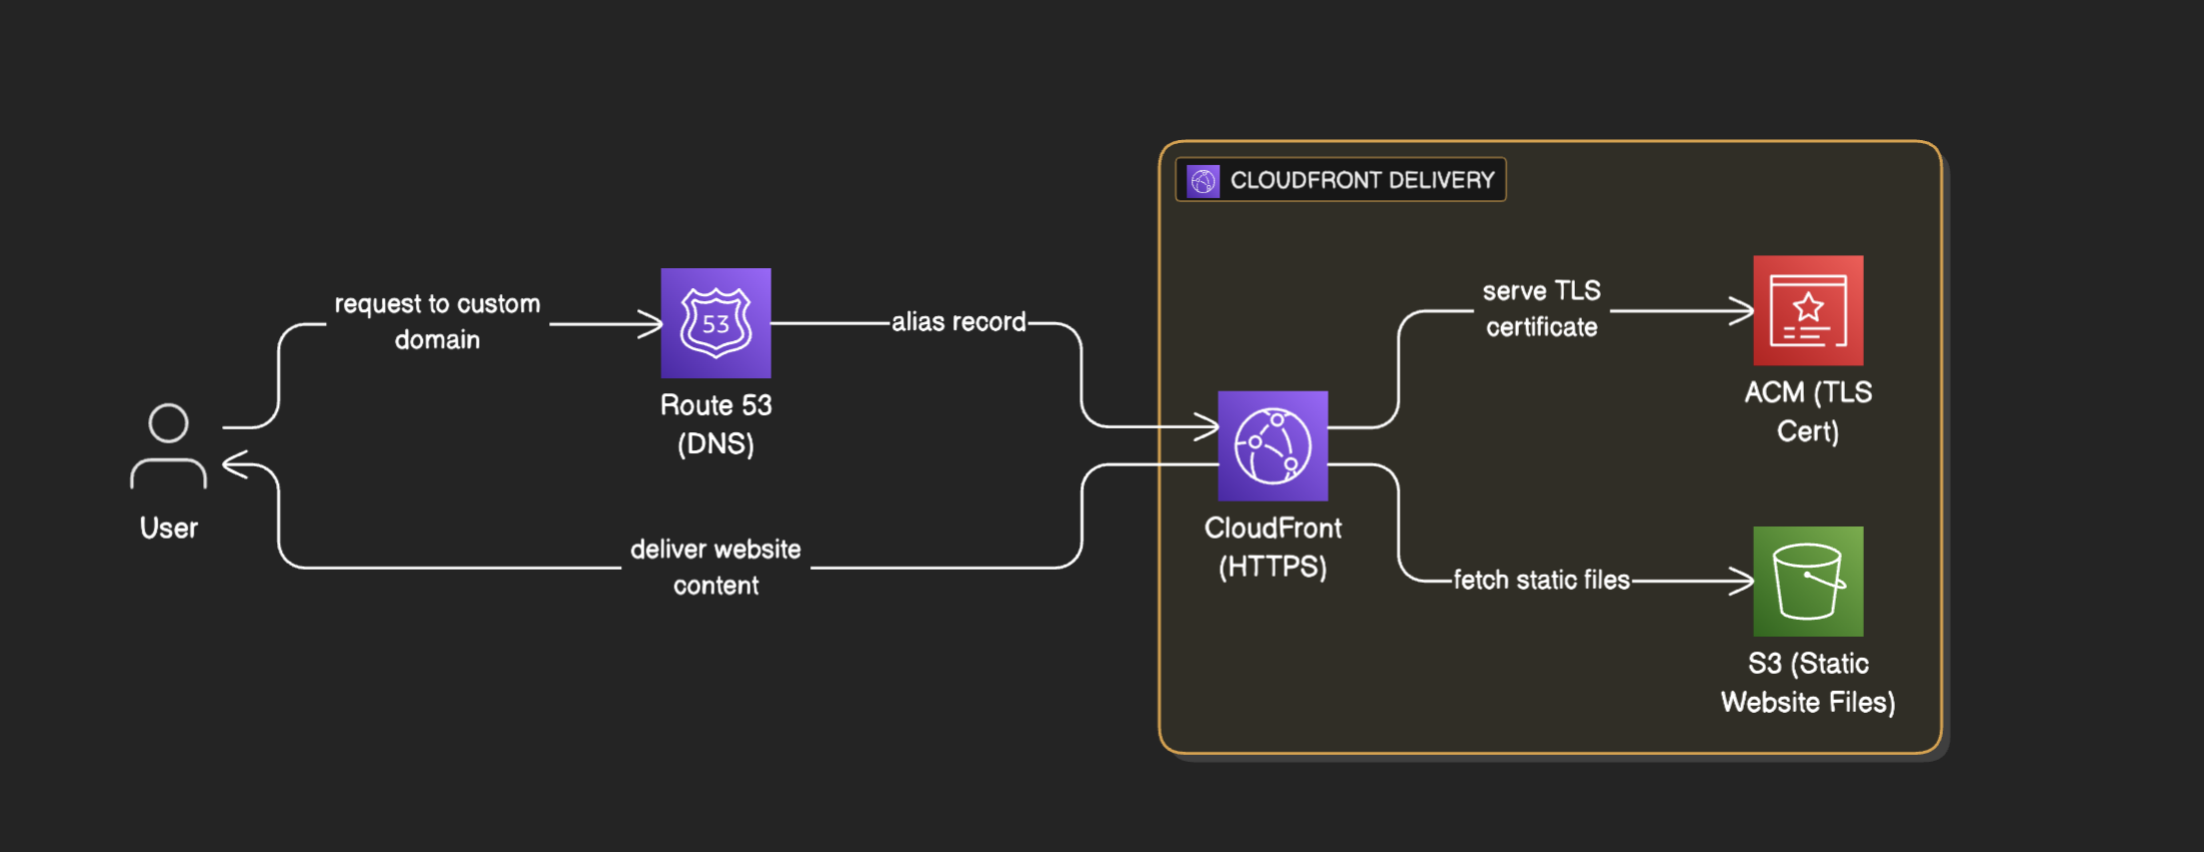 CLOUDFRONT DELIVERY
request to custom
domain
53
Route 53
(DNS)
alias record
serve TLS
certificate
ACM (TLS
Cert)
User
deliver website
content
CloudFront
(HTTPS)
fetch static files
S3 (Static
Website Files)